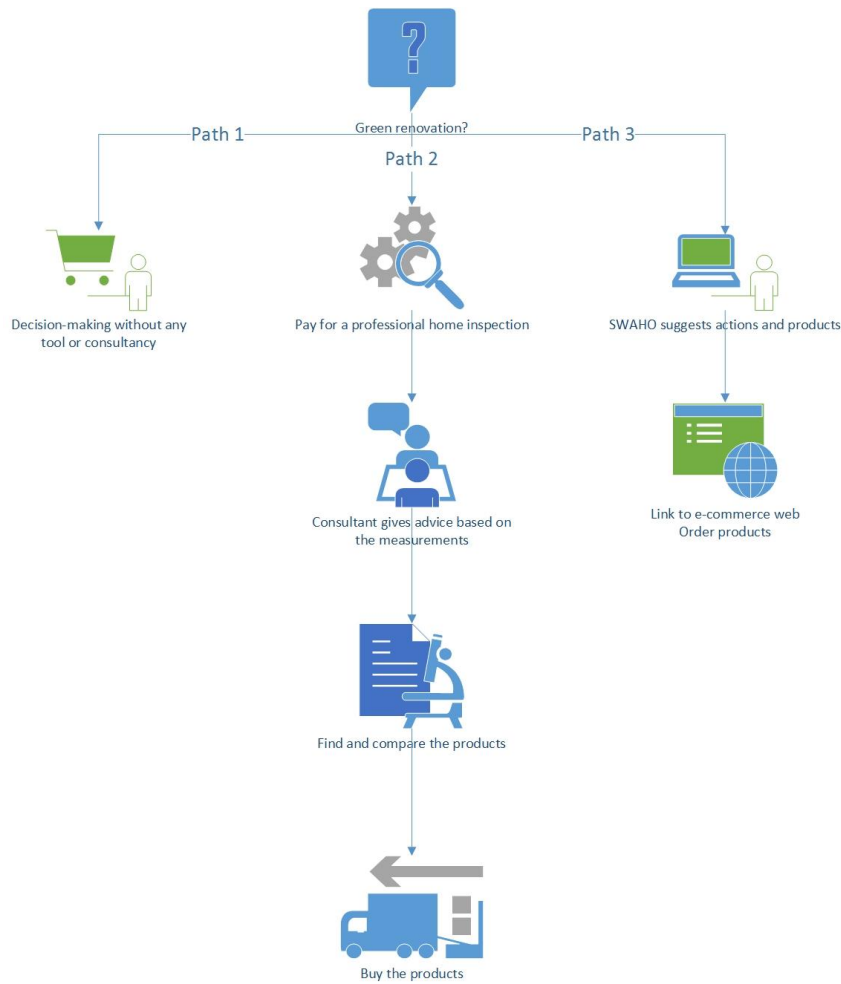 ?
Green renovation?
Path 1
Path 2
Path 3
Decision-making without any
tool or consultancy
Pay for a professional home inspection
SWAHO suggests actions and products
Consultant gives advice based on
the measurements
Link to e-commerce web
Order products
Find and compare the products
Buy the products